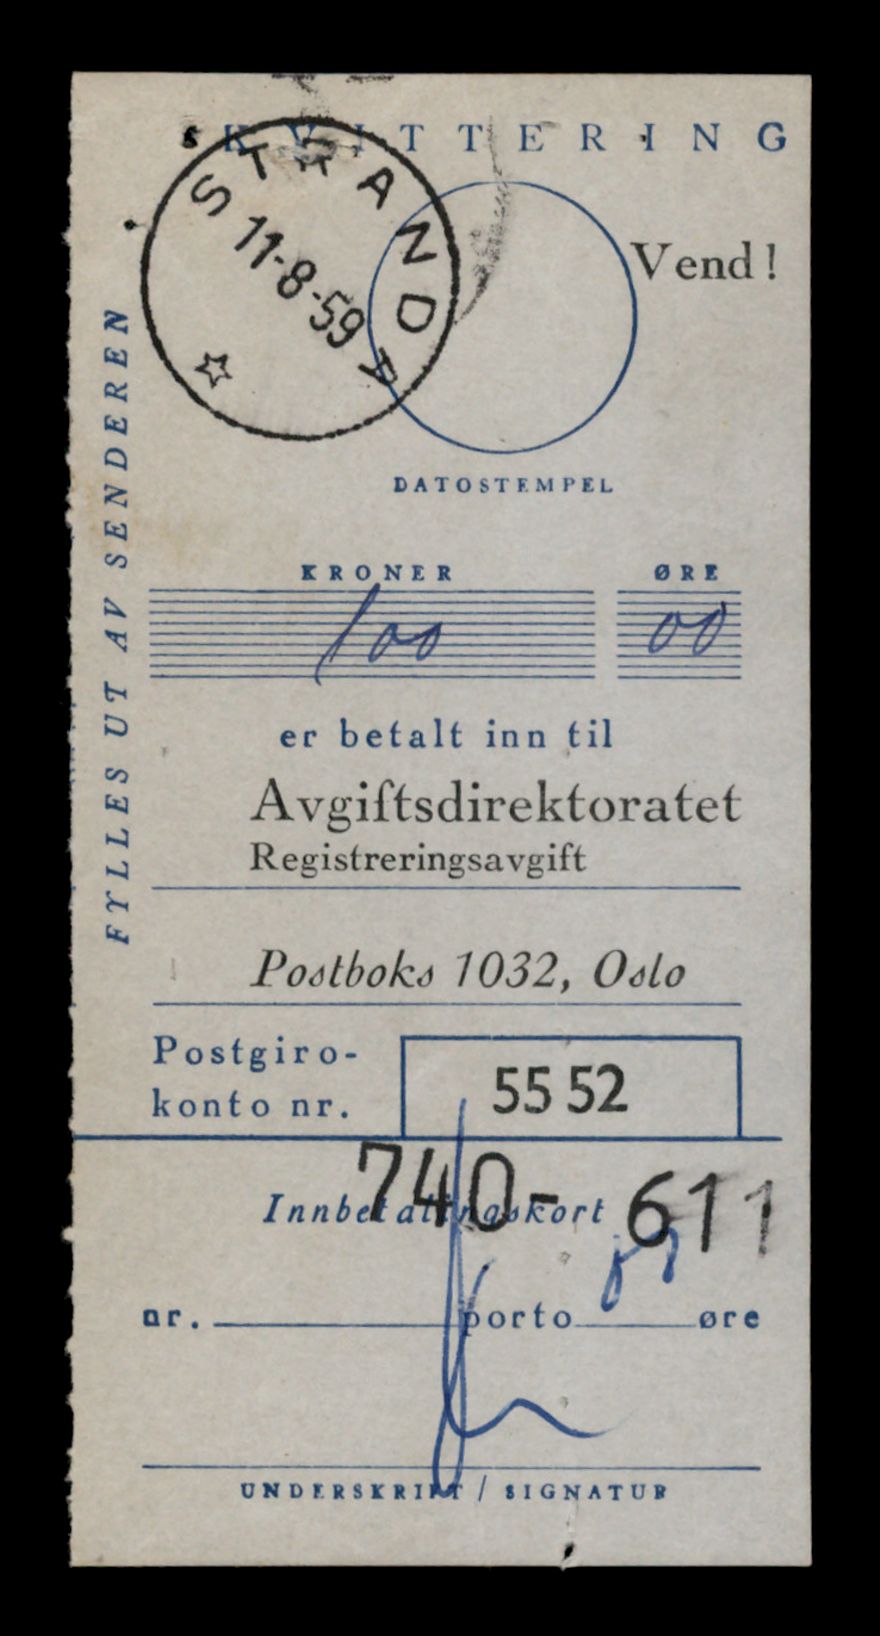 SKVITTERING
STRANDA
11-8-59
Vend!
DATOSTEMPEL
FYLLES UT AV SENDEREN
KRONER ØRE
100 00
er betalt inn til
Avgiftsdirektoratet
Registreringsavgift
Postboks 1032, Oslo
Postgiro-
konto nr.
55 52
740- 611
Innbetalingskort
nr. porto øre
UNDERSKRIFT / SIGNATUR